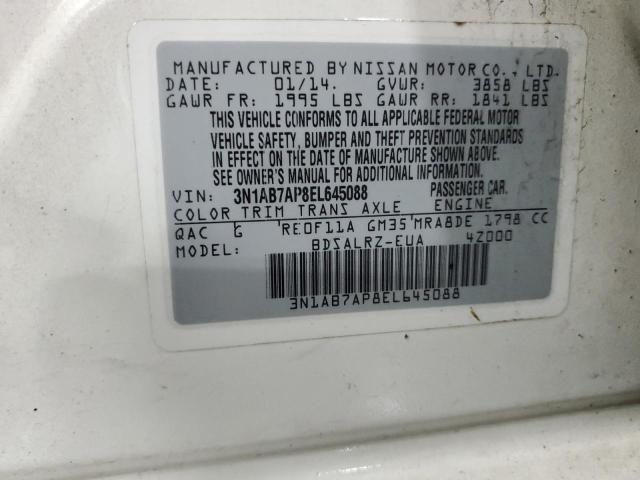 MANUFACTURED BY NISSAN MOTOR CO., LTD.
DATE: 01/14. GVWR: 3858 LBS
GAWR FR: 1995 LBS GAWR RR: 1841 LBS
THIS VEHICLE CONFORMS TO ALL APPLICABLE FEDERAL MOTOR
VEHICLE SAFETY, BUMPER AND THEFT PREVENTION STANDARDS
IN EFFECT ON THE DATE OF MANUFACTURE SHOWN ABOVE.
SEE OWNER'S MANUAL FOR ADDITIONAL INFORMATION.
VIN: 3N1AB7AP8EL645088 PASSENGER CAR.
COLOR TRIM TRANS AXLE ENGINE
QAC G RE0F11A GM35 MRA8DE 1798 CC
MODEL: BDSALRZ-EUA 4Z000
3N1AB7AP8EL645088